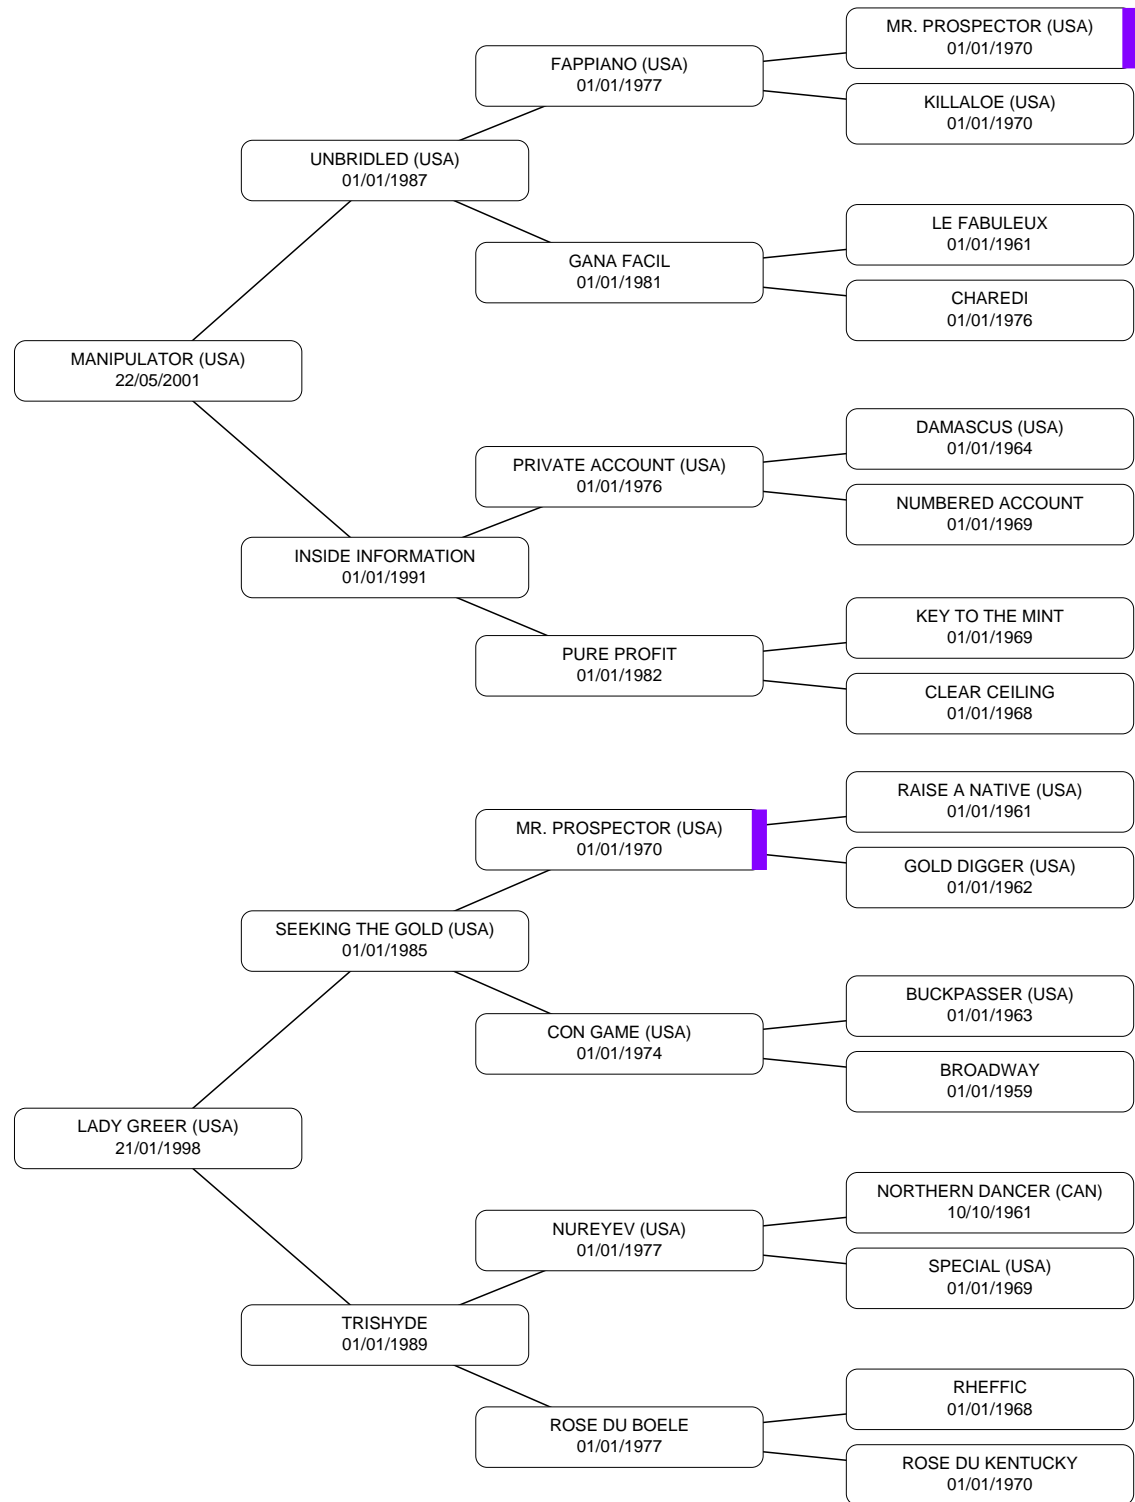 MR. PROSPECTOR (USA)
01/01/1970
FAPPIANO (USA)
01/01/1977
KILLALOE (USA)
01/01/1970
UNBRIDLED (USA)
01/01/1987
LE FABULEUX
01/01/1961
GANA FACIL
01/01/1981
CHAREDI
01/01/1976
MANIPULATOR (USA)
22/05/2001
DAMASCUS (USA)
01/01/1964
PRIVATE ACCOUNT (USA)
01/01/1976
NUMBERED ACCOUNT
01/01/1969
INSIDE INFORMATION
01/01/1991
KEY TO THE MINT
01/01/1969
PURE PROFIT
01/01/1982
CLEAR CEILING
01/01/1968
RAISE A NATIVE (USA)
01/01/1961
MR. PROSPECTOR (USA)
01/01/1970
GOLD DIGGER (USA)
01/01/1962
SEEKING THE GOLD (USA)
01/01/1985
BUCKPASSER (USA)
01/01/1963
CON GAME (USA)
01/01/1974
BROADWAY
01/01/1959
LADY GREER (USA)
21/01/1998
NORTHERN DANCER (CAN)
10/10/1961
NUREYEV (USA)
01/01/1977
SPECIAL (USA)
01/01/1969
TRISHYDE
01/01/1989
RHEFFIC
01/01/1968
ROSE DU BOELE
01/01/1977
ROSE DU KENTUCKY
01/01/1970